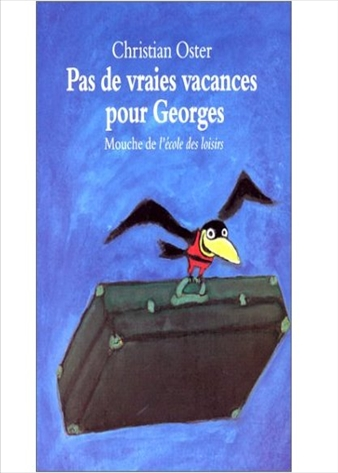 Christian Oster
Pas de vraies vacances
pour Georges
Mouche de l'école des loisirs